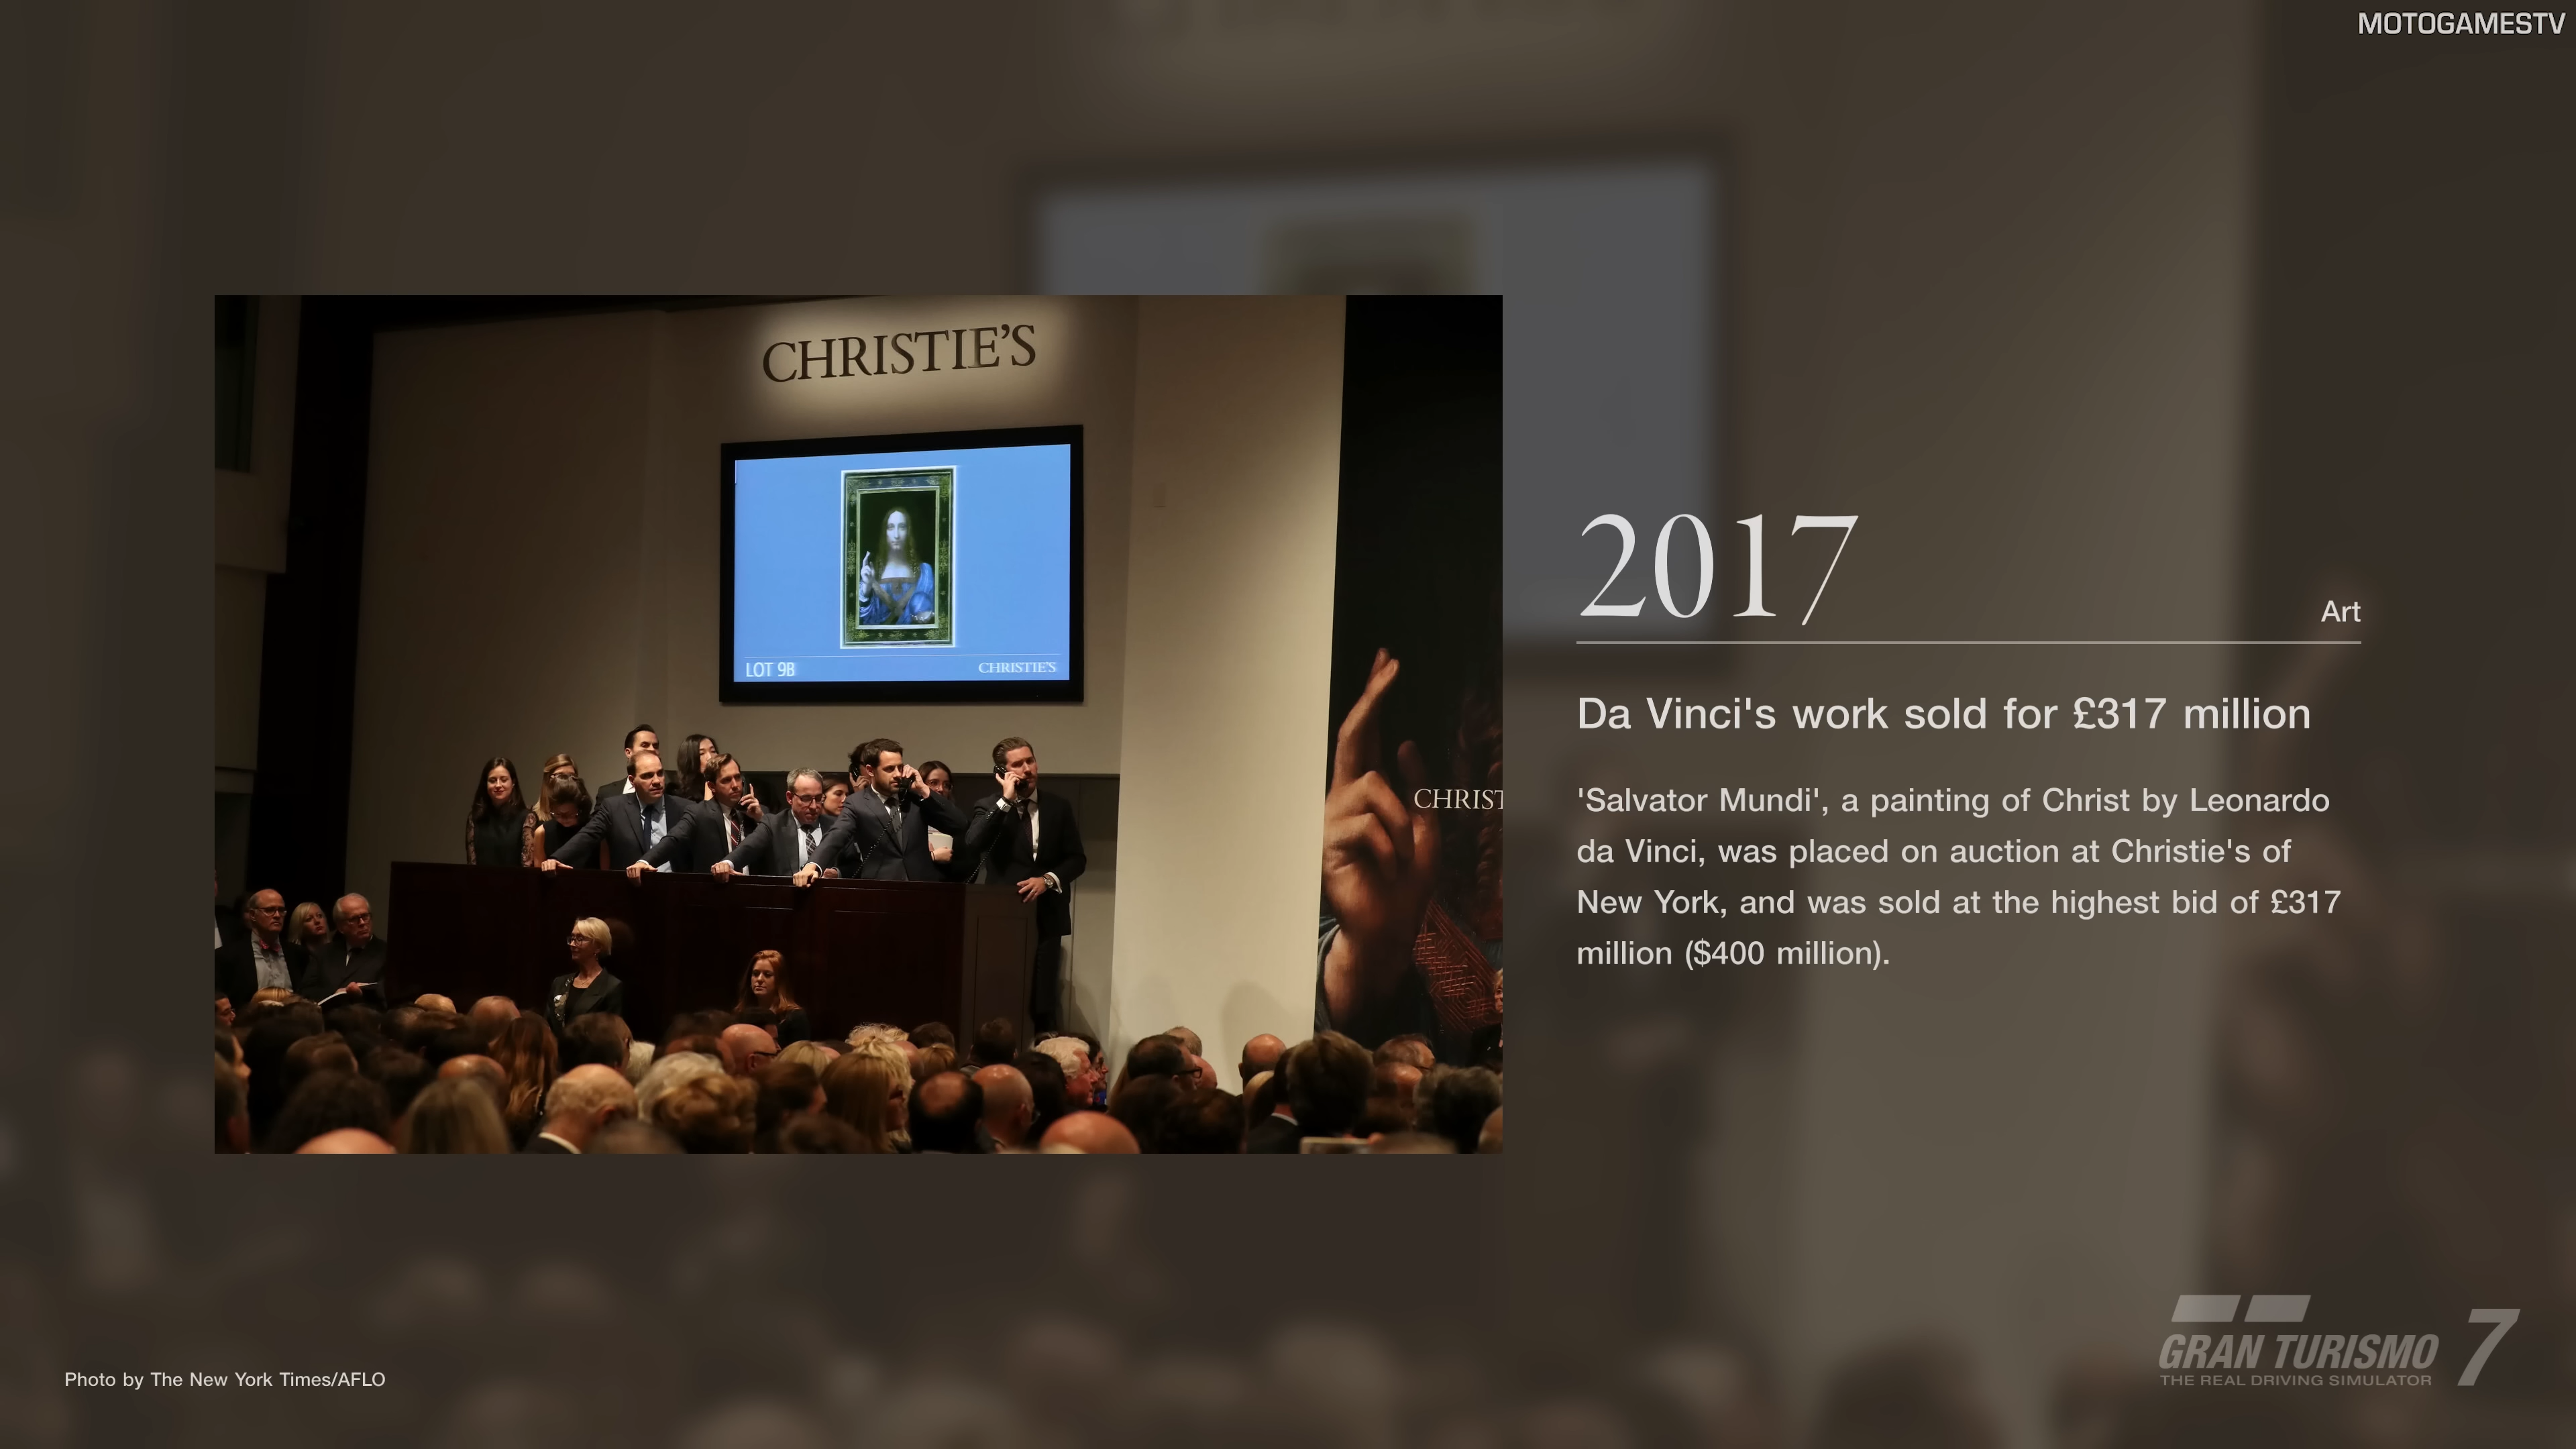 MOTOGAMESTV
CHRISTIE'S
LOT 9B
CHRISTIE'S
CHRIST
2017
Art
Da Vinci's work sold for £317 million
'Salvator Mundi', a painting of Christ by Leonardo
da Vinci, was placed on auction at Christie's of
New York, and was sold at the highest bid of £317
million ($400 million).
Photo by The New York Times/AFLO
GRAN TURISMO 7
THE REAL DRIVING SIMULATOR